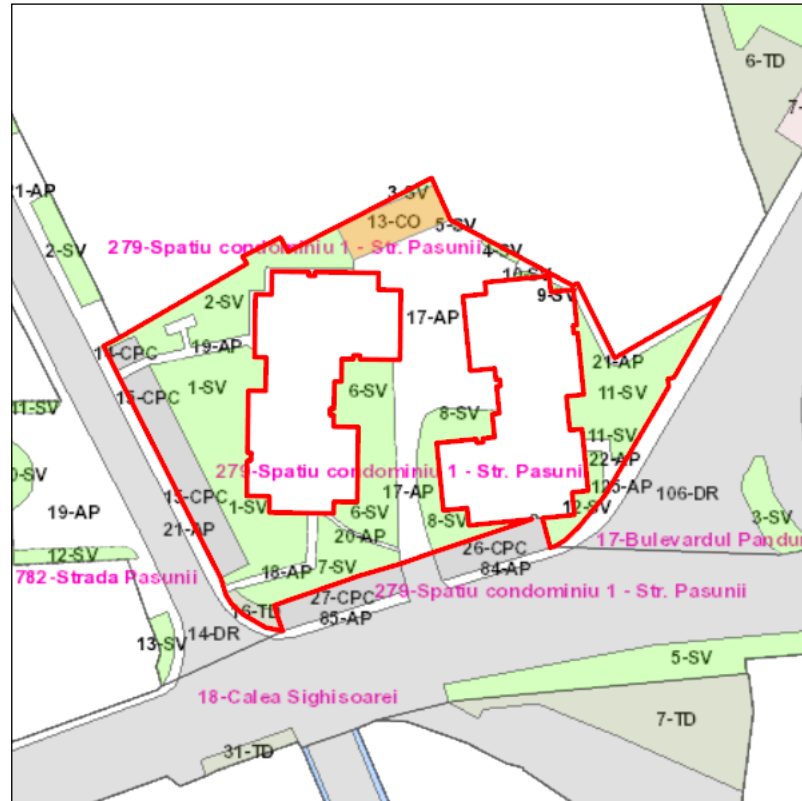 6-TD
7-
21-AP
3-SV
13-CO
5-SV
2-SV
279-Spatiu condominiu 1 - Str. Pasunii
4-SV
10-SV
9-SV
2-SV
17-AP
19-AP
14-CPC
21-AP
15-CPC
1-SV
6-SV
11-SV
11-SV
8-SV
11-SV
279-Spatiu condominiu 1 - Str. Pasunii
22-AP
0-SV
15-CPC
17-AP
125-AP
106-DR
1-SV
12-SV
19-AP
6-SV
8-SV
3-SV
21-AP
20-AP
17-Bulevardul Pandur
12-SV
26-CPC
7-SV
84-AP
782-Strada Pasunii
18-AP
279-Spatiu condominiu 1 - Str. Pasunii
27-CPC
16-TD
85-AP
14-DR
13-SV
5-SV
18-Calea Sighisoarei
7-TD
31-TD